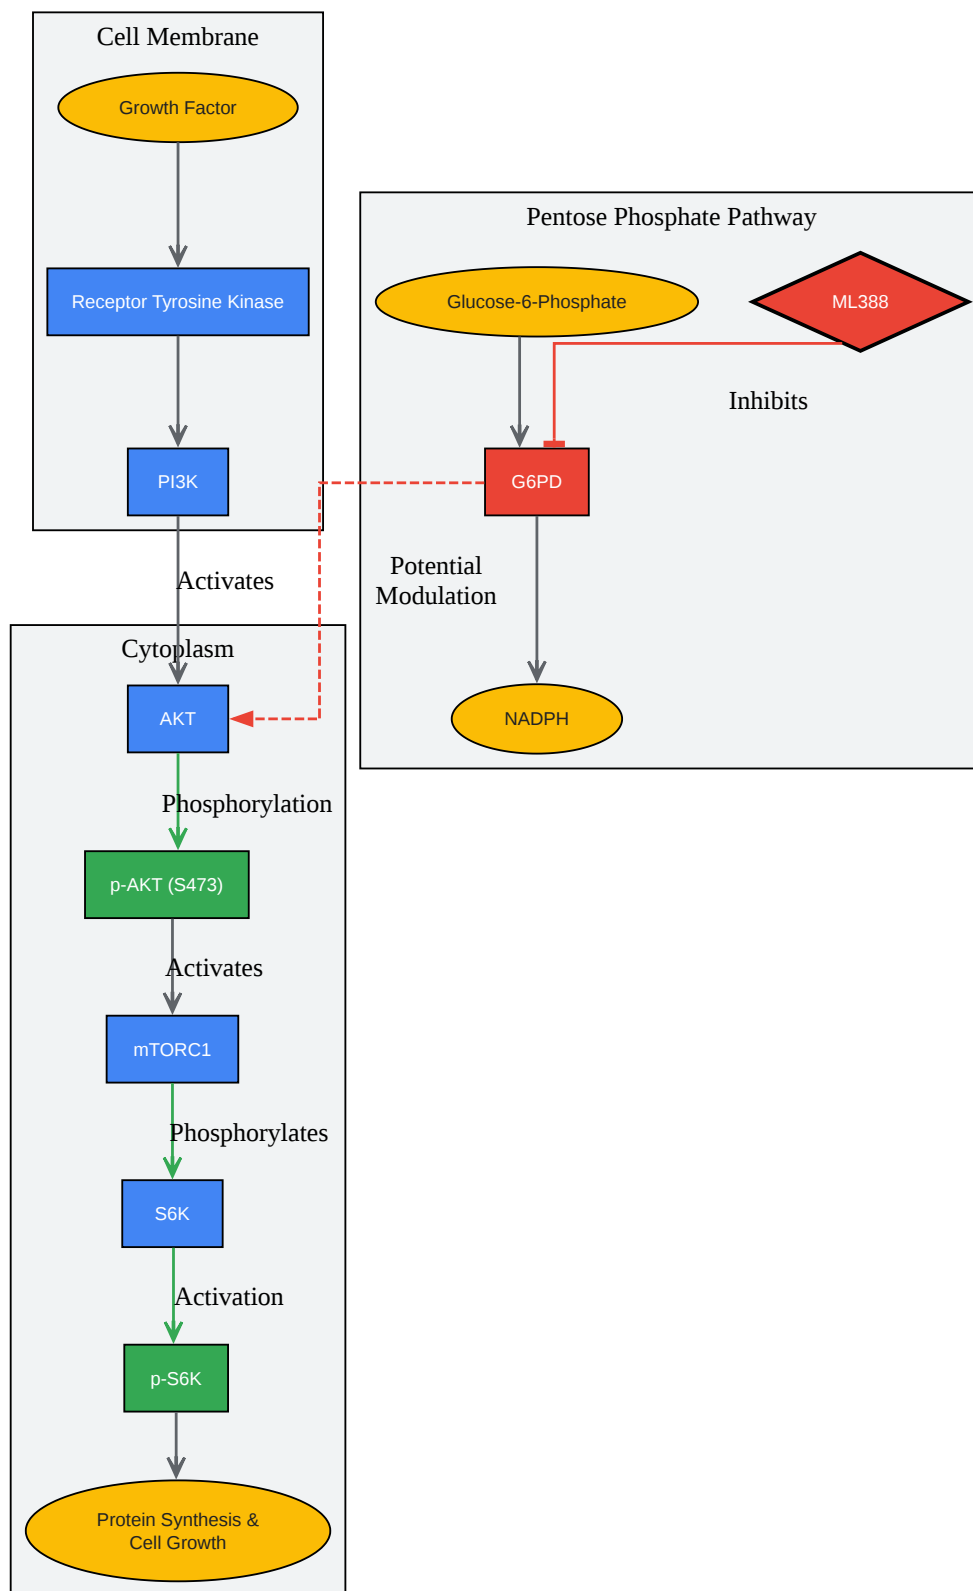 Cell Membrane
Growth Factor
Receptor Tyrosine Kinase
PI3K
Activates
Pentose Phosphate Pathway
Glucose-6-Phosphate
ML388
Inhibits
G6PD
Potential
Modulation
NADPH
Cytoplasm
AKT
Phosphorylation
p-AKT (S473)
Activates
mTORC1
Phosphorylates
S6K
Activation
p-S6K
Protein Synthesis &
Cell Growth